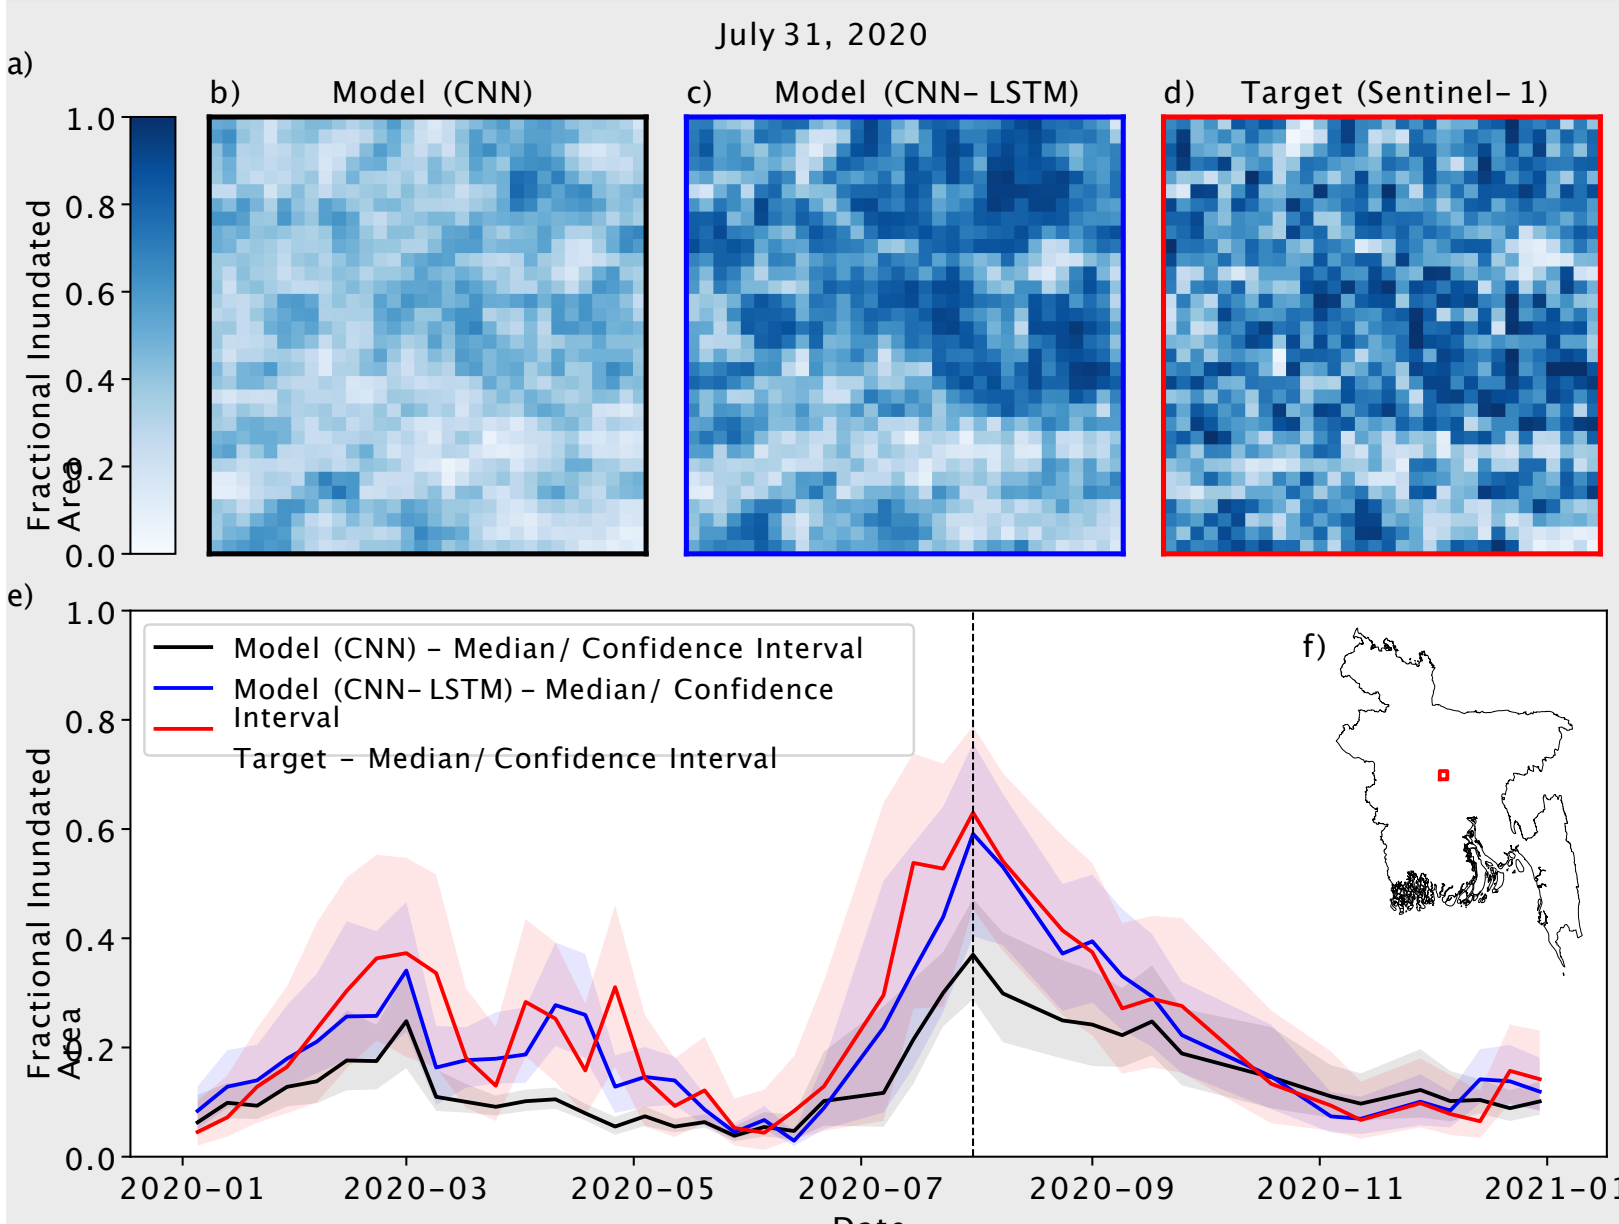 July 31, 2020
a)
b) Model (CNN)
c) Model (CNN-LSTM)
d) Target (Sentinel-1)
1.0
0.8
0.6
0.4
0.2
0.0
Fractional Inundated
Area
e)
1.0
0.8
0.6
0.4
0.2
0.0
Fractional Inundated
Area
Model (CNN) – Median/ Confidence Interval
Model (CNN-LSTM) – Median/ Confidence
Interval
Target – Median/ Confidence Interval
f)
2020-01 2020-03 2020-05 2020-07 2020-09 2020-11 2021-01
Date